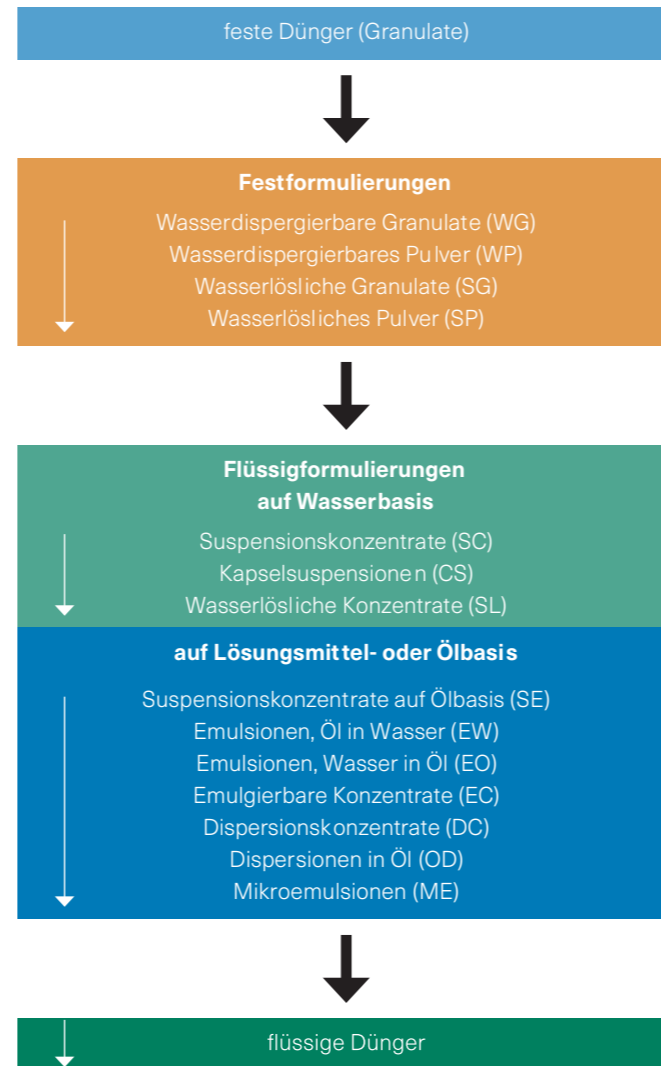 feste Dünger (Granulate)
Festformulierungen
Wasserdispergierbare Granulate (WG)
Wasserdispergierbares Pulver (WP)
Wasserlösliche Granulate (SG)
Wasserlösliches Pulver (SP)
Flüssigformulierungen
auf Wasserbasis
Suspensionskonzentrate (SC)
Kapselsuspensionen (CS)
Wasserlösliche Konzentrate (SL)
auf Lösungsmittel- oder Ölbasis
Suspensionskonzentrate auf Ölbasis (SE)
Emulsionen, Öl in Wasser (EW)
Emulsionen, Wasser in Öl (EO)
Emulgierbare Konzentrate (EC)
Dispersionskonzentrate (DC)
Dispersionen in Öl (OD)
Mikroemulsionen (ME)
flüssige Dünger